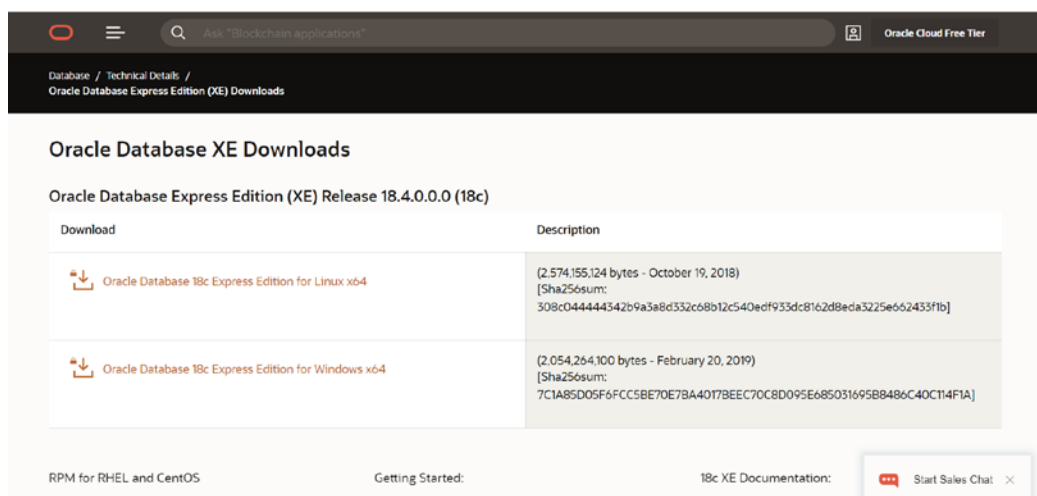 Ask "Blockchain applications"
Oracle Cloud Free Tier
Database / Technical Details /
Oracle Database Express Edition (XE) Downloads
Oracle Database XE Downloads
Oracle Database Express Edition (XE) Release 18.4.0.0.0 (18c)
Download
Description
Oracle Database 18c Express Edition for Linux x64
(2,574,155,124 bytes - October 19, 2018)
[Sha256sum:
308c044444342b9a3a8d332c68b12c540edf933dc8162d8eda3225e662433f1b]
Oracle Database 18c Express Edition for Windows x64
(2,054,264,100 bytes - February 20, 2019)
[Sha256sum:
7C1A85D05F6FCC5BE70E7BA4017BEEC70C8D095E685031695B8486C40C114F1A]
RPM for RHEL and CentOS
Getting Started:
18c XE Documentation:
Start Sales Chat